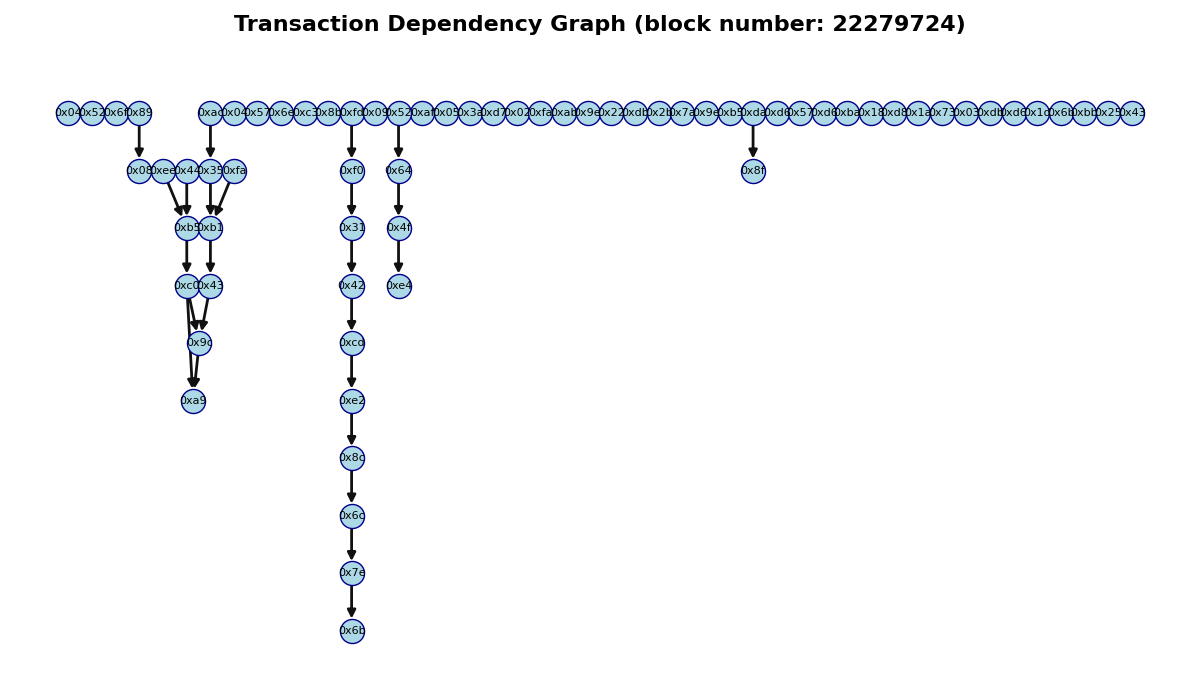 Transaction Dependency Graph (block number: 22279724)
0x04 0x52 0x6f 0x89 0xac 0x04 0x57 0x6e 0xc3 0x8b 0xfd 0x09 0x52 0xaf 0x05 0x3a 0xd7 0x02 0xfa 0xab 0x9e 0x22 0xdb 0x2b 0x7a 0x9e 0xb5 0xda 0xd6 0x57 0xd6 0xba 0x18 0xd8 0x1a 0x73 0x03 0xdb 0xd6 0x1c 0x6b 0xbb 0x25 0x43
0x08 0xee 0x44 0x35 0xfa 0xf0 0x64 0x8f
0xb5 0xb1 0x31 0x4f
0xc0 0x43 0x42 0xe4
0x9c 0xcd
0xa9 0xe2
0x8c
0x6c
0x7e
0x6b